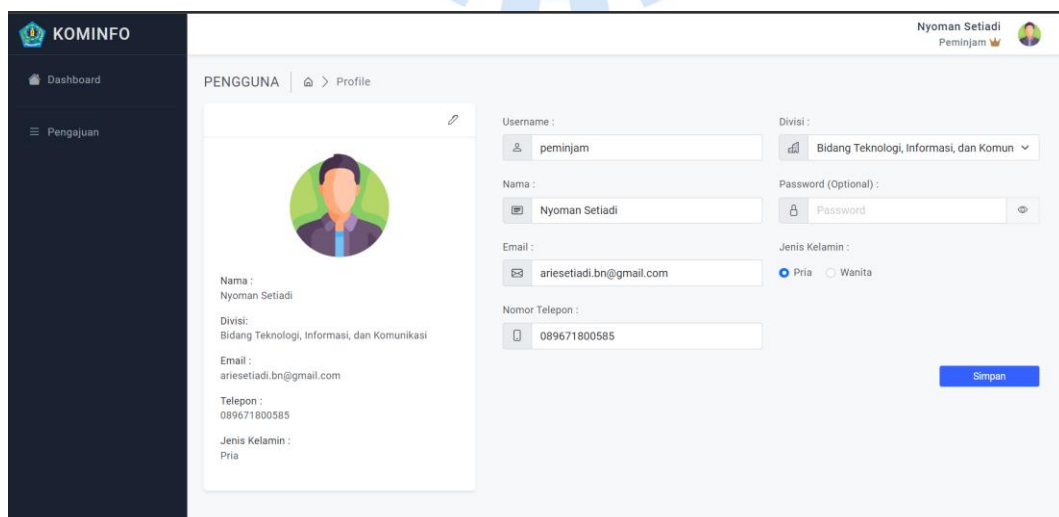 KOMINFO
Nyoman Setiadi
Peminjam
Dashboard
Pengajuan
PENGGUNA
Profile
Nama :
Nyoman Setiadi
Divisi:
Bidang Teknologi, Informasi, dan Komunikasi
Email :
ariesetiadi.bn@gmail.com
Telepon :
089671800585
Jenis Kelamin :
Pria
Username :
peminjam
Nama :
Nyoman Setiadi
Email :
ariesetiadi.bn@gmail.com
Nomor Telepon :
089671800585
Divisi :
Bidang Teknologi, Informasi, dan Komun
Password (Optional) :
Password
Jenis Kelamin :
Pria Wanita
Simpan